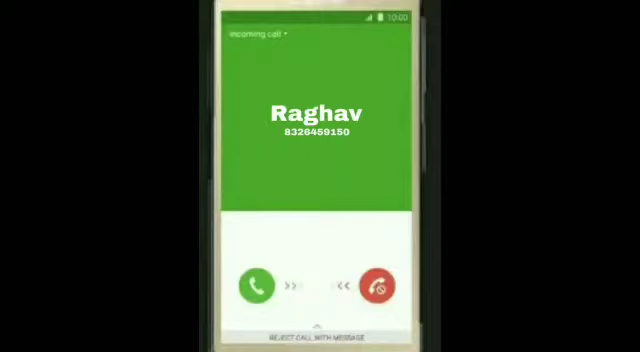 10:00
incoming call
Raghav
8326459150
REJECT CALL WITH MESSAGE